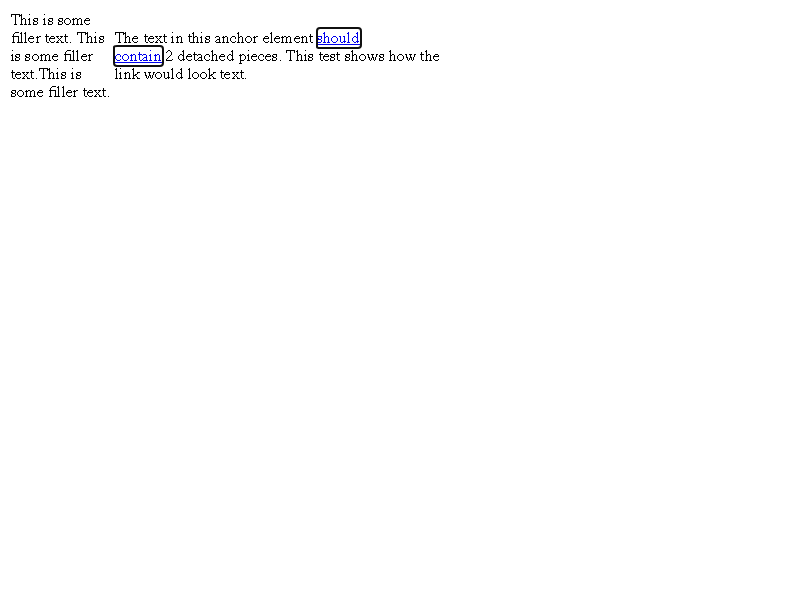 This is some
filler text. This
is some filler
text.This is
some filler text.
The text in this anchor element should
contain 2 detached pieces. This test shows how the
link would look text.